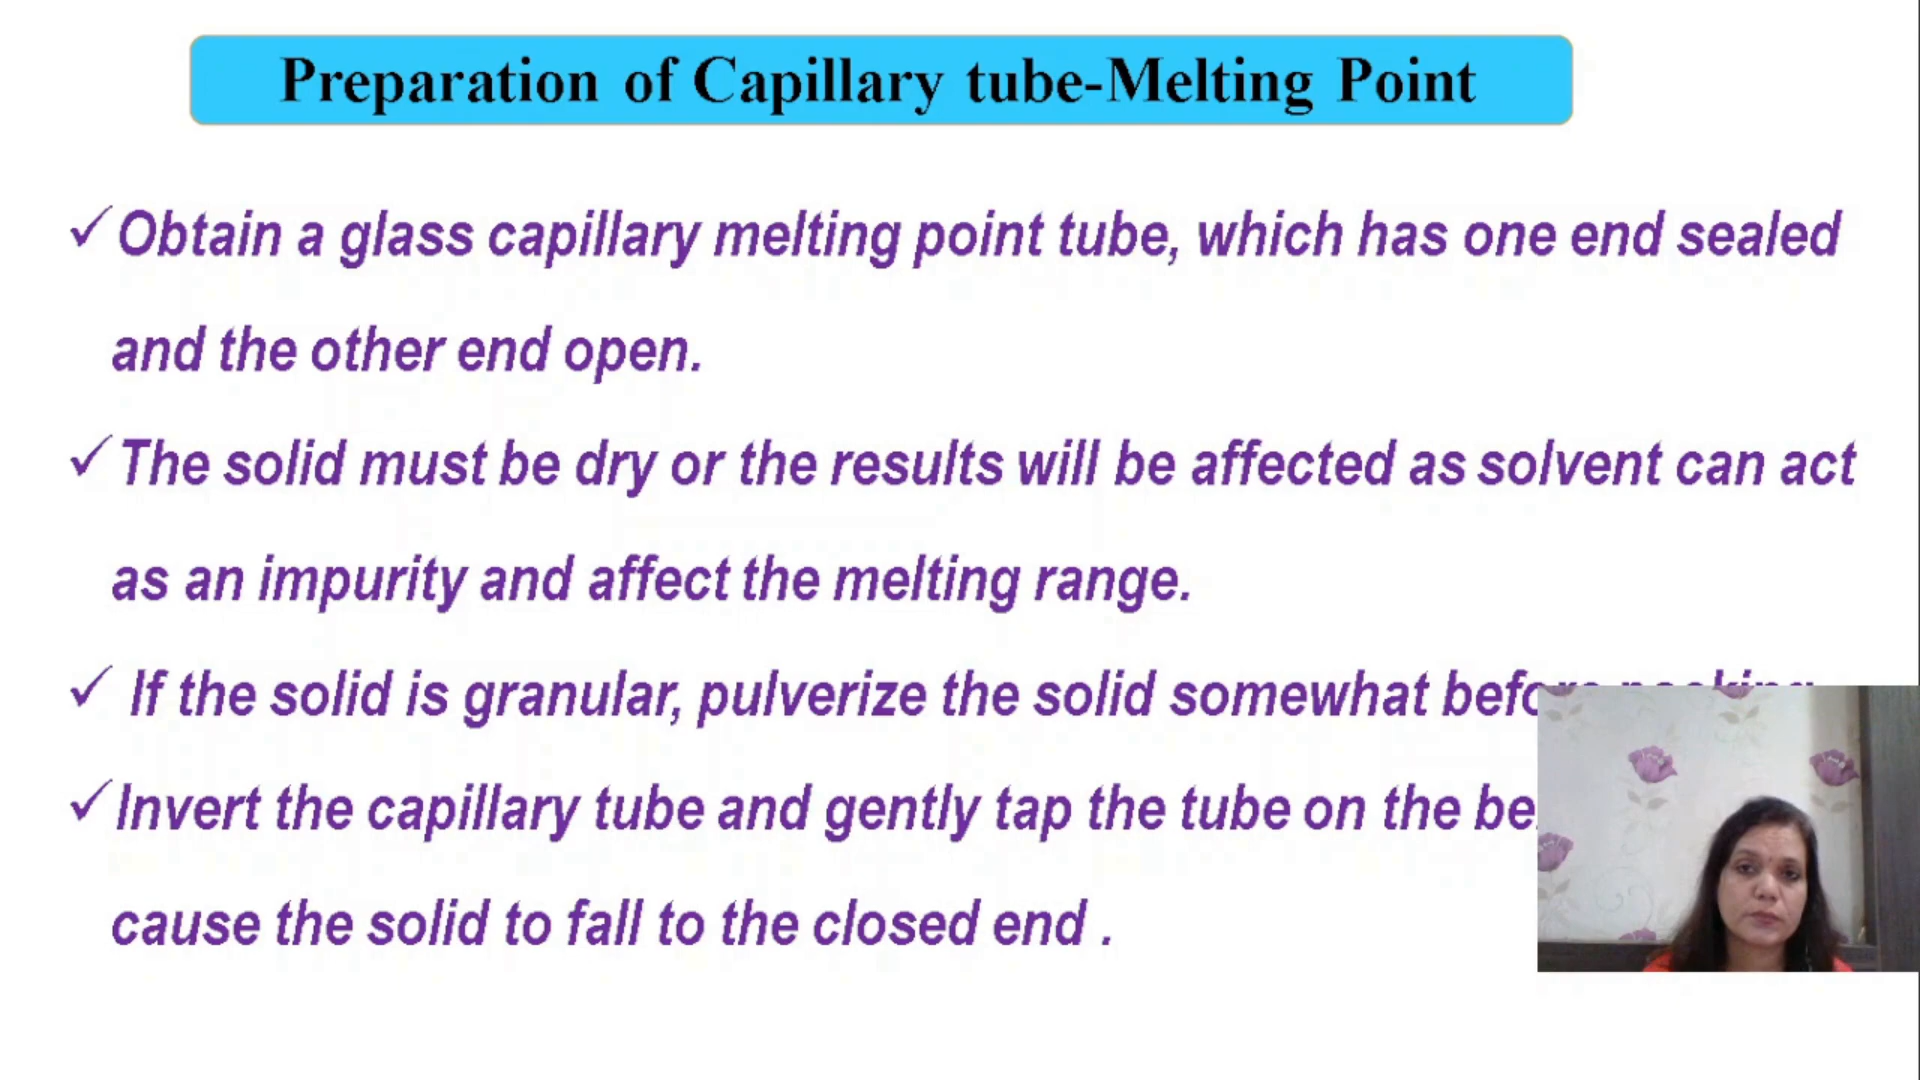 Preparation of Capillary tube-Melting Point
✓Obtain a glass capillary melting point tube, which has one end sealed
and the other end open.
✓The solid must be dry or the results will be affected as solvent can act
as an impurity and affect the melting range.
✓ If the solid is granular, pulverize the solid somewhat before packing
✓Invert the capillary tube and gently tap the tube on the
cause the solid to fall to the closed end .